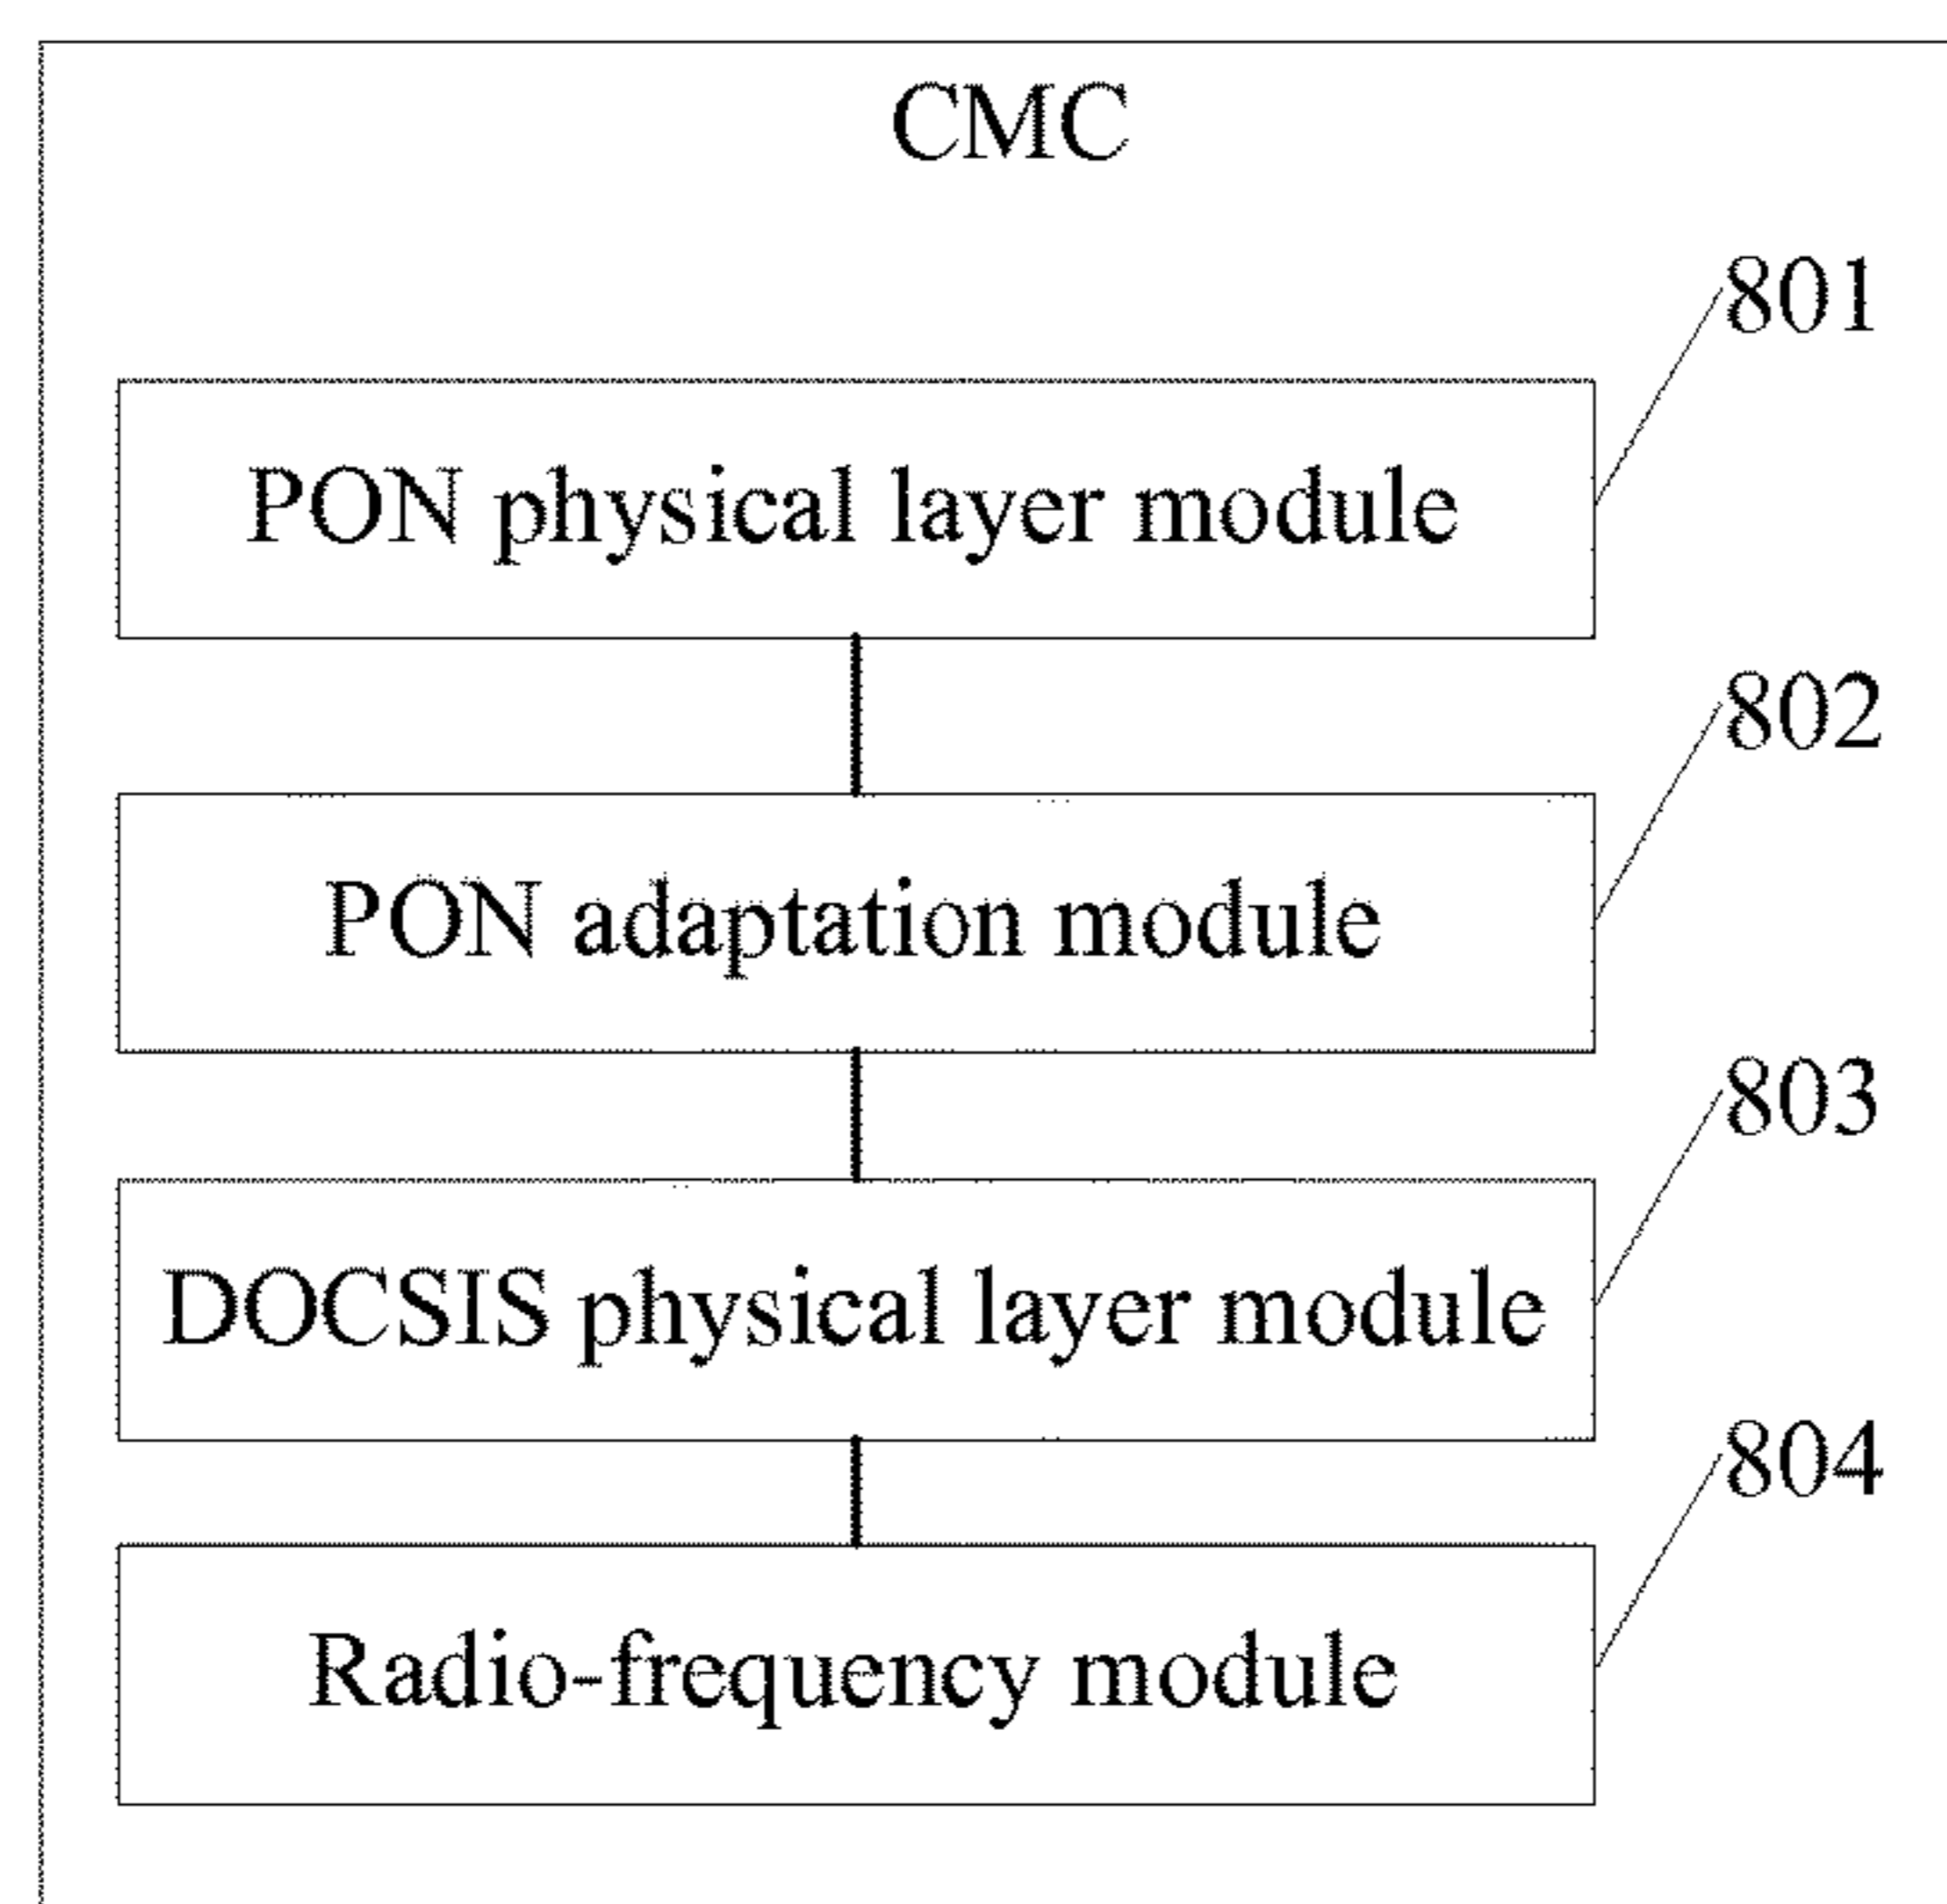 CMC
801
PON physical layer module
802
PON adaptation module
803
DOCSIS physical layer module
804
Radio-frequency module